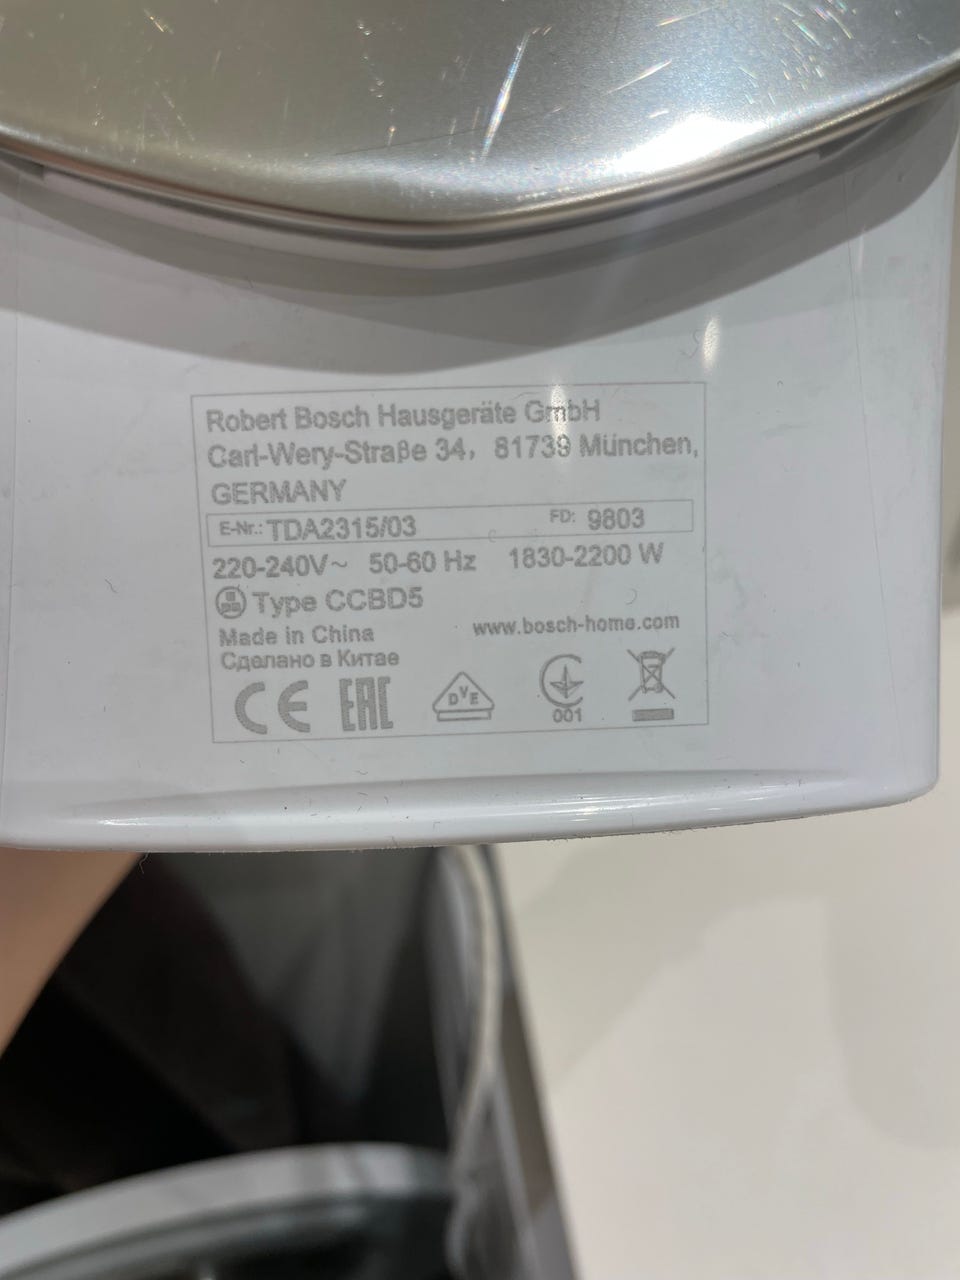 Robert Bosch Hausgeräte GmbH
Carl-Wery-Straße 34, 81739 München,
GERMANY
E-Nr.: TDA2315/03 FD: 9803
220-240V~ 50-60 Hz 1830-2200 W
Type CCBD5
Made in China www.bosch-home.com
Сделано в Китае
CE EAC DVE 001